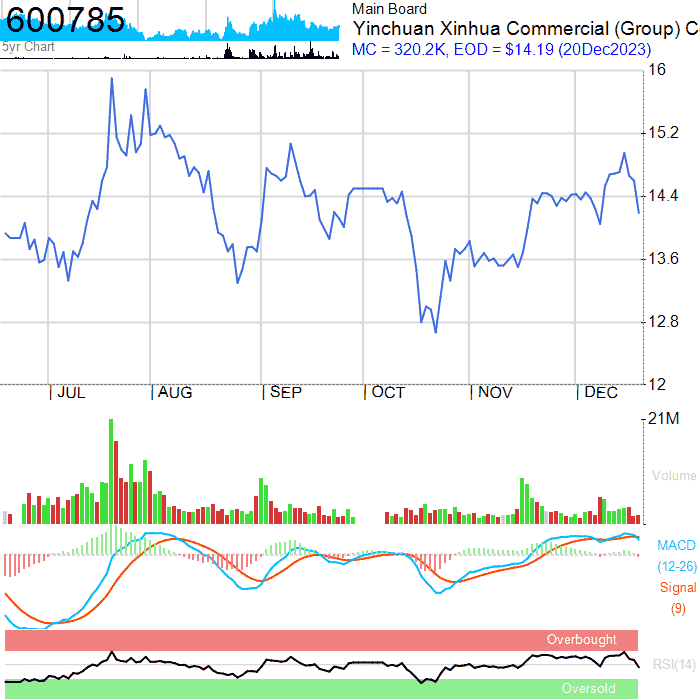 600785
5yr Chart
Main Board
Yinchuan Xinhua Commercial (Group) C
MC = 320.2K, EOD = $14.19 (20Dec2023)
16
15.2
14.4
13.6
12.8
12
JUL AUG SEP OCT NOV DEC
21M
Volume
MACD
(12-26)
Signal
(9)
Overbought
RSI(14)
Oversold